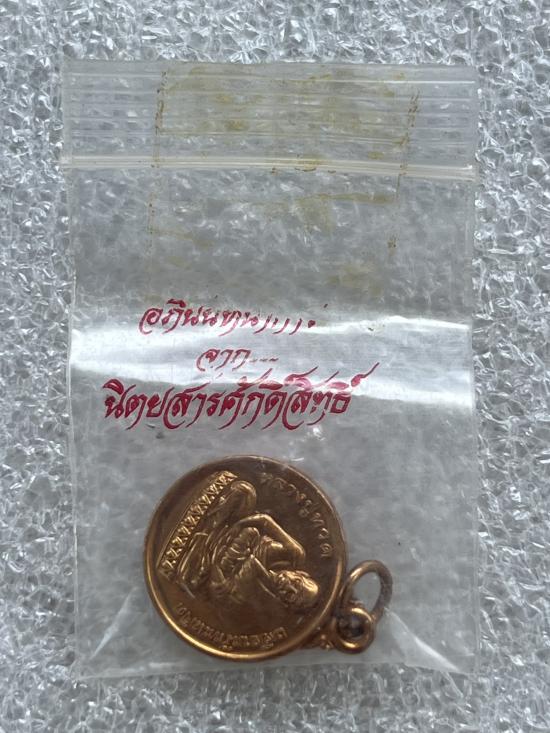 อภินันทนาการ
จาก....
นิตยสารศักดิ์สิทธิ์
หลวงปู่ทวด